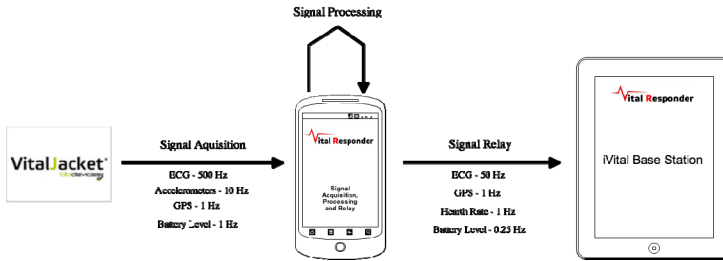 Signal Processing
VitalJacket®
biodevices
Signal Aquisition
ECG - 500 Hz
Accelerometers - 10 Hz
GPS - 1 Hz
Battery Level - 1 Hz
Vital Responder
Signal
Acquisition,
Processing
and Relay
Signal Relay
ECG - 50 Hz
GPS - 1 Hz
Hearth Rate - 1 Hz
Battery Level - 0.25 Hz
Vital Responder
iVital Base Station